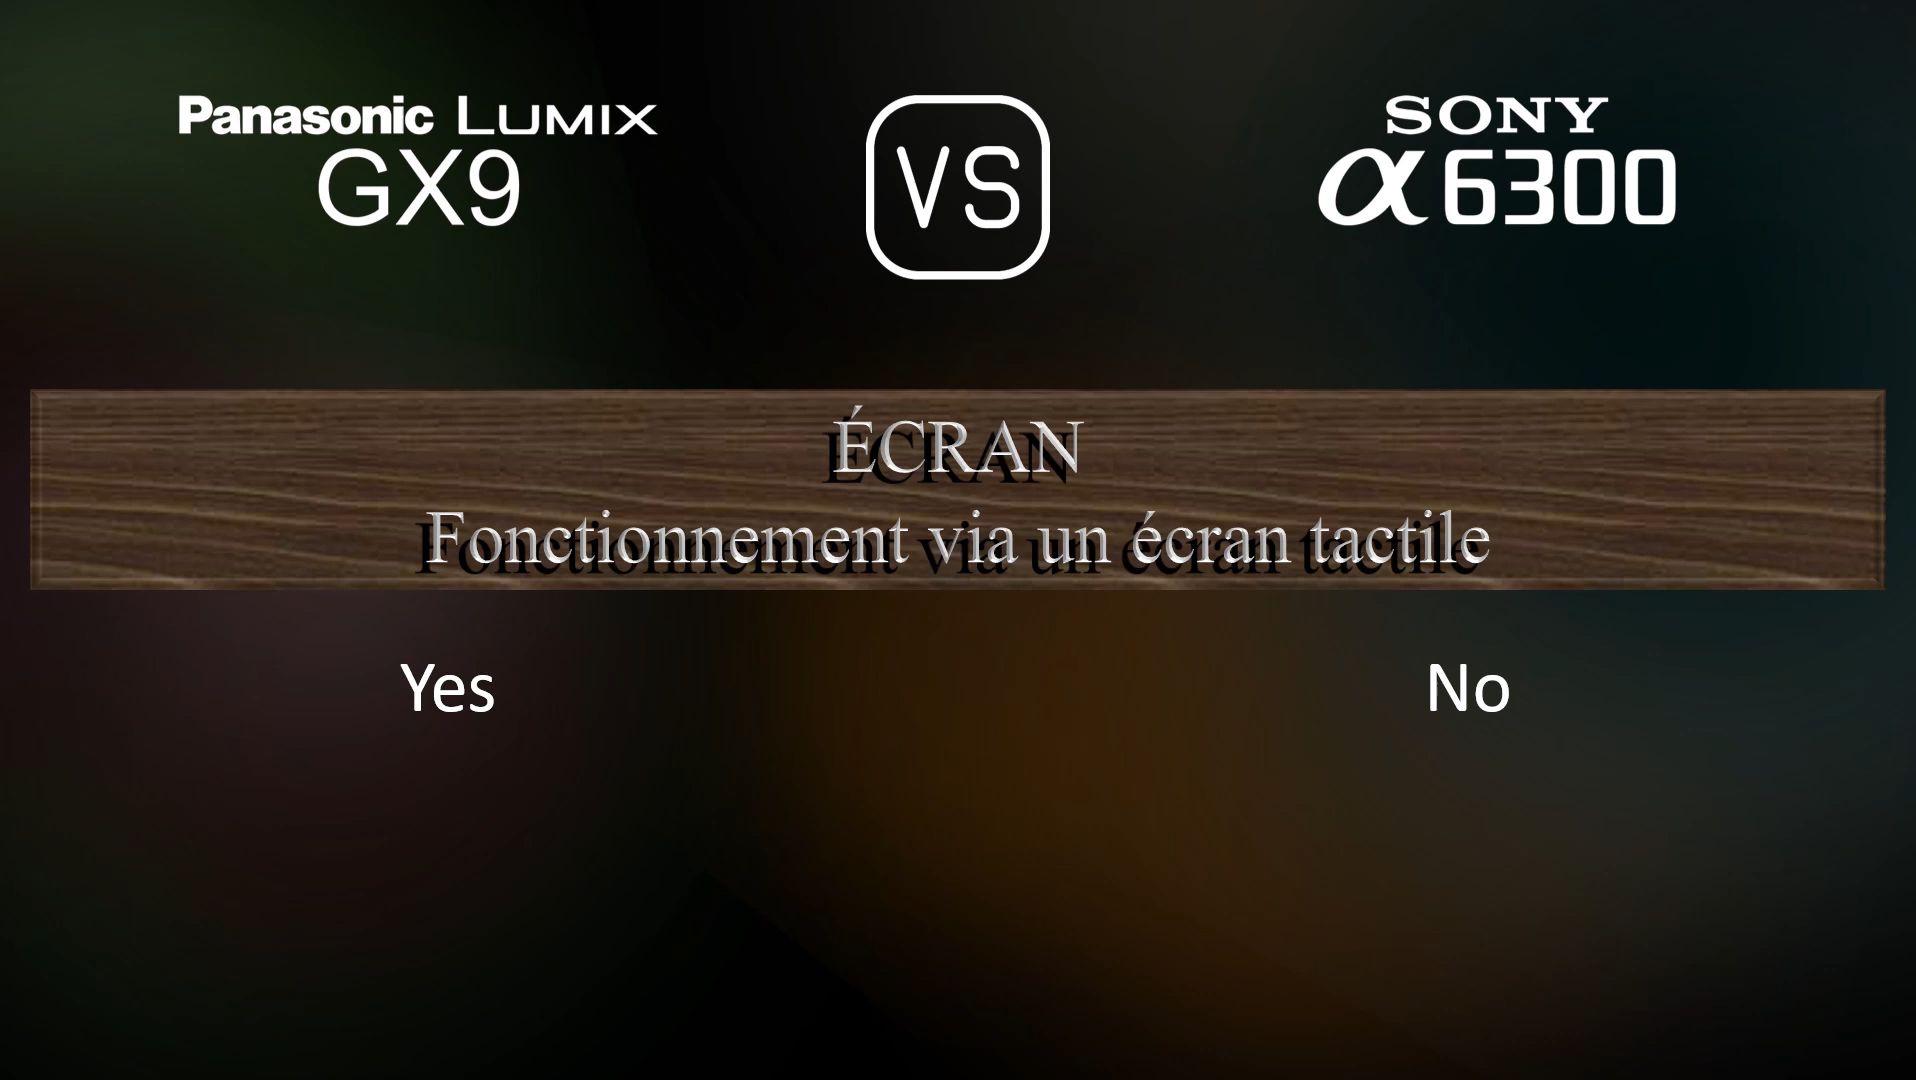 Panasonic LUMIX
GX9
VS
SONY
α6300
ÉCRAN
Fonctionnement via un écran tactile
Yes
No